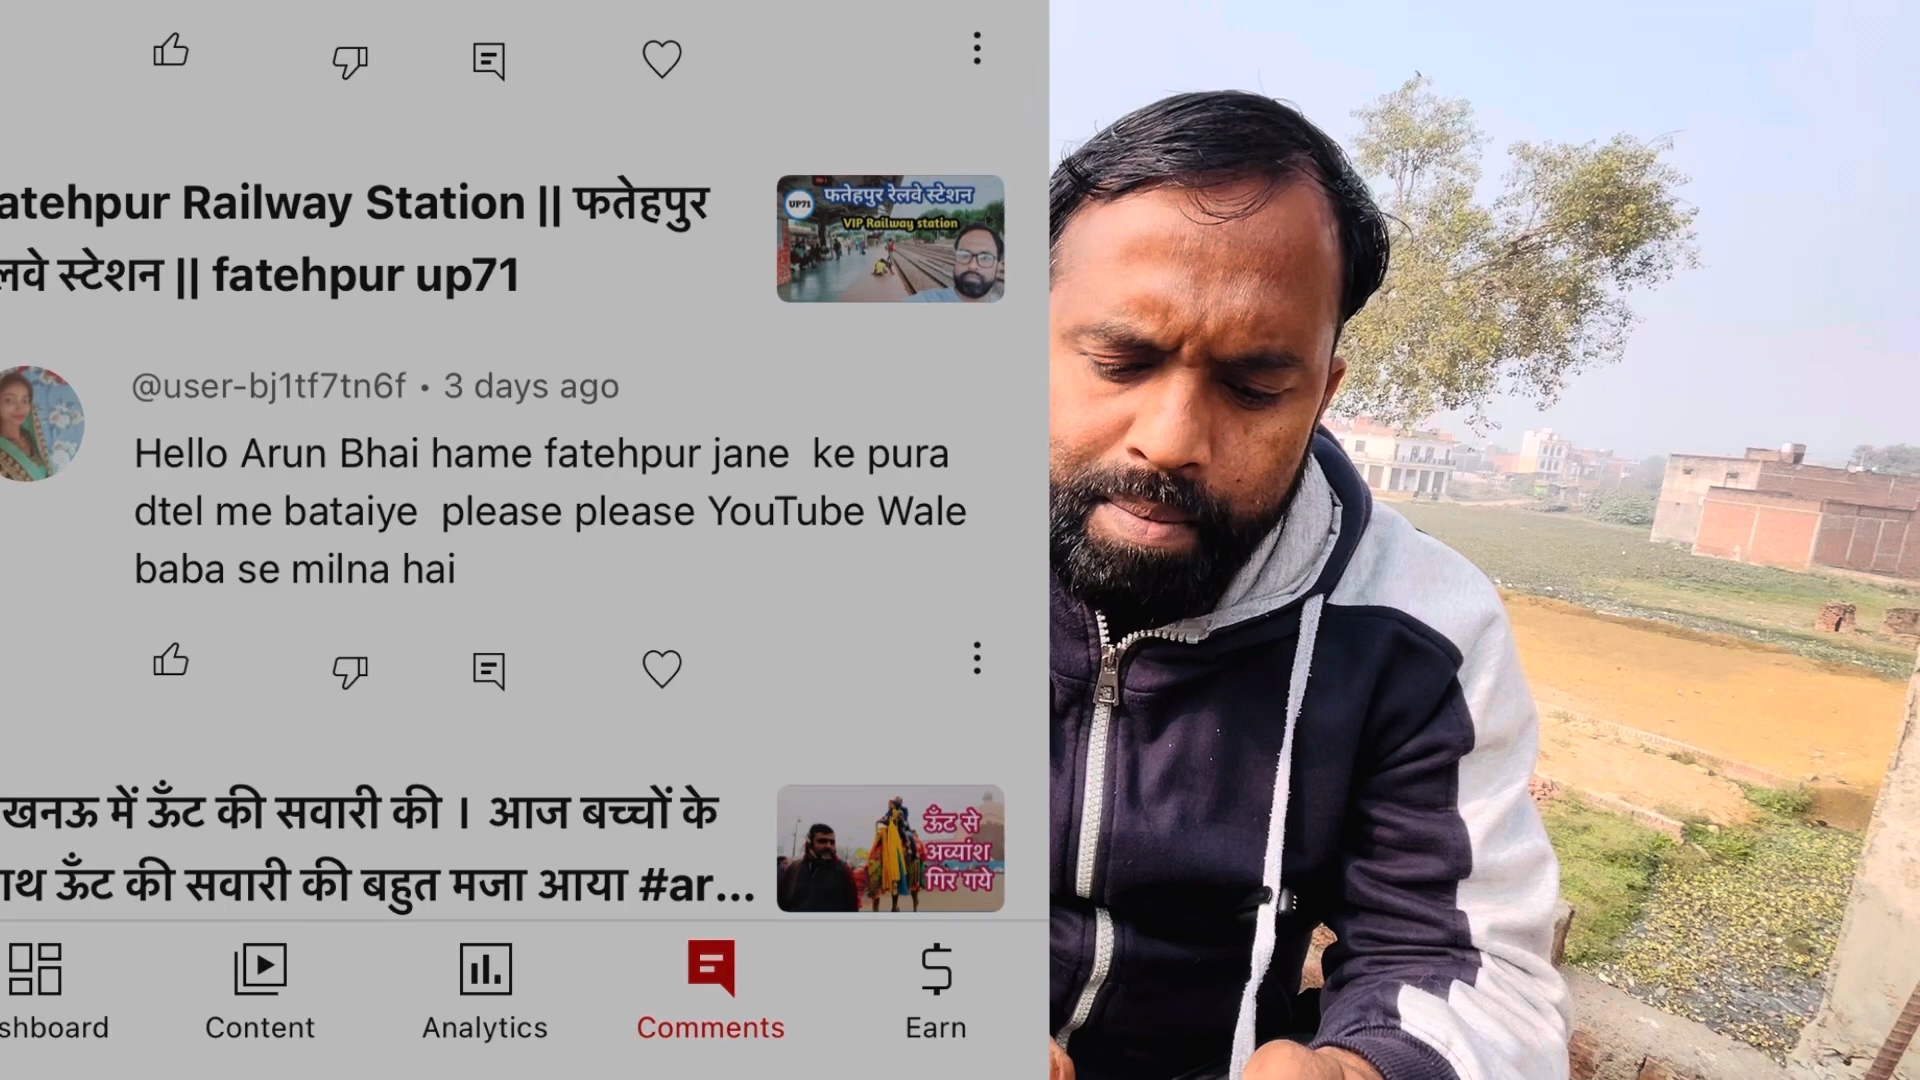 atehpur Railway Station || फतेहपुर
लवे स्टेशन || fatehpur up71
UP71
फतेहपुर रेलवे स्टेशन
VIP Railway station
@user-bj1tf7tn6f • 3 days ago
Hello Arun Bhai hame fatehpur jane ke pura
dtel me bataiye please please YouTube Wale
baba se milna hai
खनऊ में ऊँट की सवारी की । आज बच्चों के
ाथ ऊँट की सवारी की बहुत मजा आया #ar...
ऊँट से
अव्यांश
गिर गये
shboard
Content
Analytics
Comments
Earn